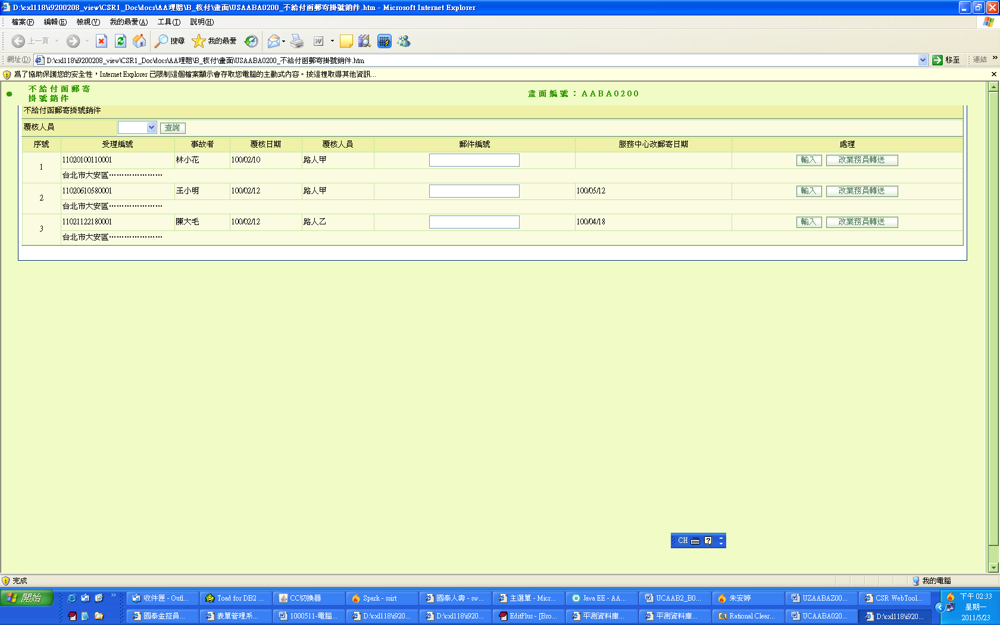 D:\cxl118\i9200208_view\CSR1_Doc\docs\AA理賠\B_核付\畫面\USAABA0200_不給付函郵寄掛號銷件.htm - Microsoft Internet Explorer
檔案(F) 編輯(E) 檢視(V) 我的最愛(A) 工具(T) 說明(H)
上一頁 搜尋 我的最愛
網址(D) D:\cxl118\i9200208_view\CSR1_Doc\docs\AA理賠\B_核付\畫面\USAABA0200_不給付函郵寄掛號銷件.htm 移至 連結 »
為了協助保護您的安全性，Internet Explorer 已限制這個檔案顯示會存取您電腦的主動式內容。按這裡取得其他資訊...
不給付函郵寄
掛號銷件
畫面編號：AABA0200
不給付函郵寄掛號銷件
覆核人員 查詢
序號 受理編號 事故者 覆核日期 覆核人員 郵件編號 服務中心改郵寄日期 處理
1 11020100110001 林小花 100/02/10 路人甲 輸入 改業務員轉送
台北市大安區…………………
2 11020610580001 王小明 100/02/12 路人甲 100/05/12 輸入 改業務員轉送
台北市大安區…………………
3 11021122180001 陳大毛 100/02/12 路人乙 100/04/18 輸入 改業務員轉送
台北市大安區…………………
CH
完成 我的電腦
開始 » 收件匣 - Outl... Toad for DB2 ... CC切換器 Spark - ssirt 國泰人壽 - sw... 主選單 - Micr... Java EE - AA... UCAAB2_B0... 朱安婷 UZAABAZ00... CSR WebTool... 下午 02:33
星期一
國泰金控員... 表單管理系... 1000511-電腦... D:\cxl118\i920... D:\cxl118\i920... EditPlus - [Bro... 平測資料庫... 平測資料庫... Rational Clear... UCAABA020... D:\cxl118\i920... 2011/5/23